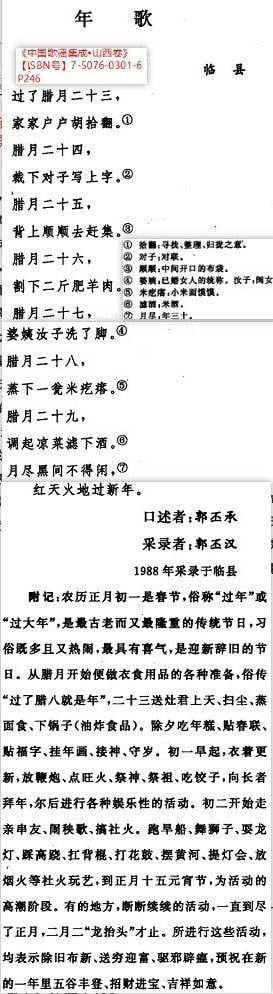 年 歌
《中国歌谣集成•山西卷》
【ISBN号】7-5076-0301-6
P246
临县
过了腊月二十三，
家家户户胡拾翻。①
腊月二十四，
裁下对子写上字。②
腊月二十五，
背上顺顺去赶集。③
腊月二十六，
割下二斤肥羊肉。
腊月二十七，
① 拾翻：寻找、整理、归拢之意。
② 对子：对联。
③ 顺顺：中间开口的布袋。
④ 婆姨：已婚女人的统称。汝子：闺女
⑤ 米疙瘩：小米面馍馍。
⑥ 滤酒：米酒。
⑦ 月尽：年三十。
婆姨汝子洗了脚。④
腊月二十八，
蒸下一瓮米疙瘩。⑤
腊月二十九，
调起凉菜滤下酒。⑥
月尽黑间不得闲，⑦
红天火地过新年。
口述者：郭丕承
采录者：郭丕汉
1988年采录于临县
附记：农历正月初一是春节，俗称“过年”或
“过大年”，是最古老而又最隆重的传统节日，习
俗既多且又热闹，最具有喜气，是迎新辞旧的节
日。从腊月开始便做衣食用品的各种准备，俗传
“过了腊八就是年”，二十三送灶君上天、扫尘、蒸
面食、下锅子（油炸食品）。除夕吃年糕、贴春联、
贴福字、挂年画、接神、守岁。初一早起，衣着更
新，放鞭炮、点旺火、祭神、祭祖、吃饺子，向长者
拜年，尔后进行各种娱乐性的活动。初二开始走
亲串友、闹秧歌、搞社火。跑旱船、舞狮子、耍龙
灯、踩高跷、扛背棍、打花鼓、摆黄河、提灯会、放
烟火等社火玩艺，到正月十五元宵节，为活动的
高潮阶段。有的地方，断断续续的活动，一直到尽
了正月，二月二“龙抬头”才止。所进行这些活动，
均表示除旧布新、送穷迎富、驱邪辟瘟，预祝在新
的一年里五谷丰登、招财进宝、吉祥如意。